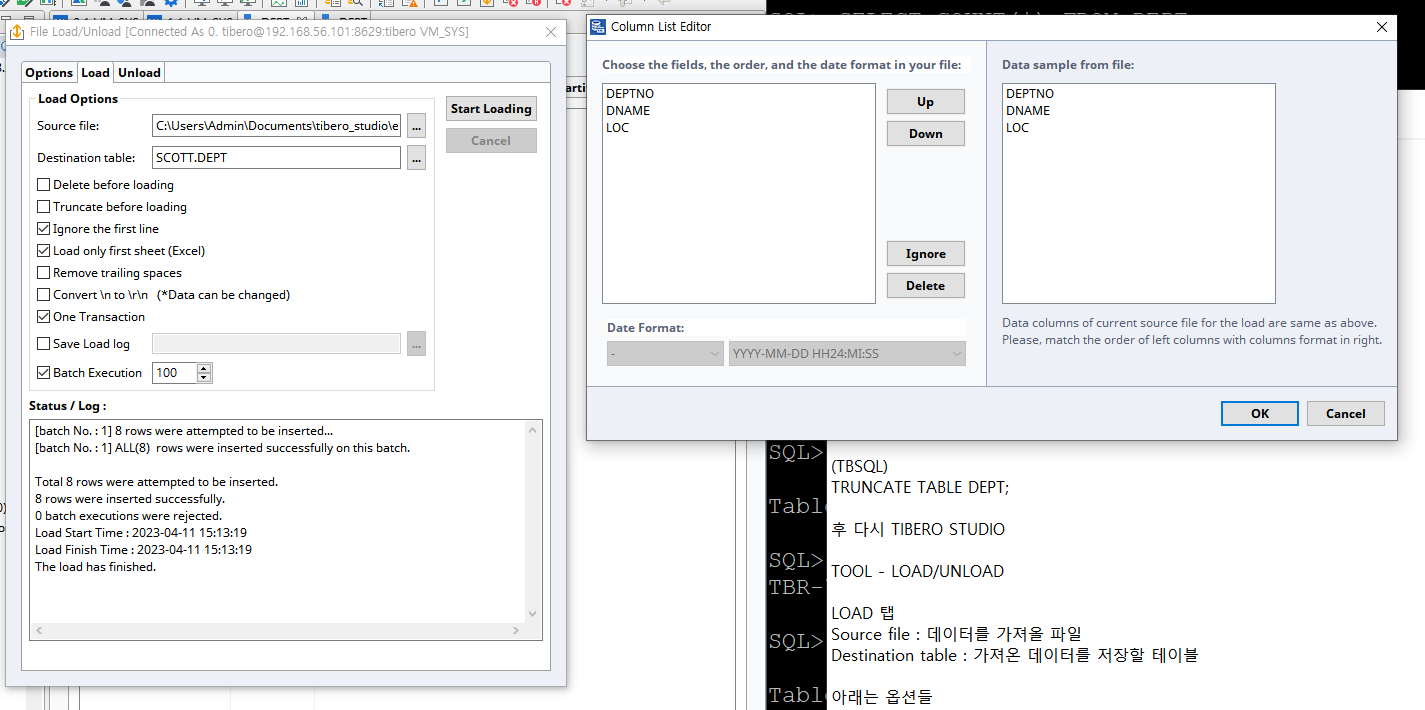 File Load/Unload [Connected As 0. tibero@192.168.56.101:8629:tibero VM_SYS]
Options Load Unload
Load Options
Source file: C:\Users\Admin\Documents\tibero_studio\e ...
Destination table: SCOTT.DEPT ...
Start Loading
Cancel
Delete before loading
Truncate before loading
Ignore the first line
Load only first sheet (Excel)
Remove trailing spaces
Convert \n to \r\n (*Data can be changed)
One Transaction
Save Load log ...
Batch Execution 100
Status / Log :
[batch No. : 1] 8 rows were attempted to be inserted...
[batch No. : 1] ALL(8) rows were inserted successfully on this batch.
Total 8 rows were attempted to be inserted.
8 rows were inserted successfully.
0 batch executions were rejected.
Load Start Time : 2023-04-11 15:13:19
Load Finish Time : 2023-04-11 15:13:19
The load has finished.
Column List Editor
Choose the fields, the order, and the date format in your file:
DEPTNO
DNAME
LOC
Up
Down
Ignore
Delete
Date Format:
- YYYY-MM-DD HH24:MI:SS
Data sample from file:
DEPTNO
DNAME
LOC
Data columns of current source file for the load are same as above.
Please, match the order of left columns with columns format in right.
OK Cancel
SQL>
Tabl
SQL>
TBR-
SQL>
Tabl
(TBSQL)
TRUNCATE TABLE DEPT;
후 다시 TIBERO STUDIO
TOOL - LOAD/UNLOAD
LOAD 탭
Source file : 데이터를 가져올 파일
Destination table : 가져온 데이터를 저장할 테이블
아래는 옵션들